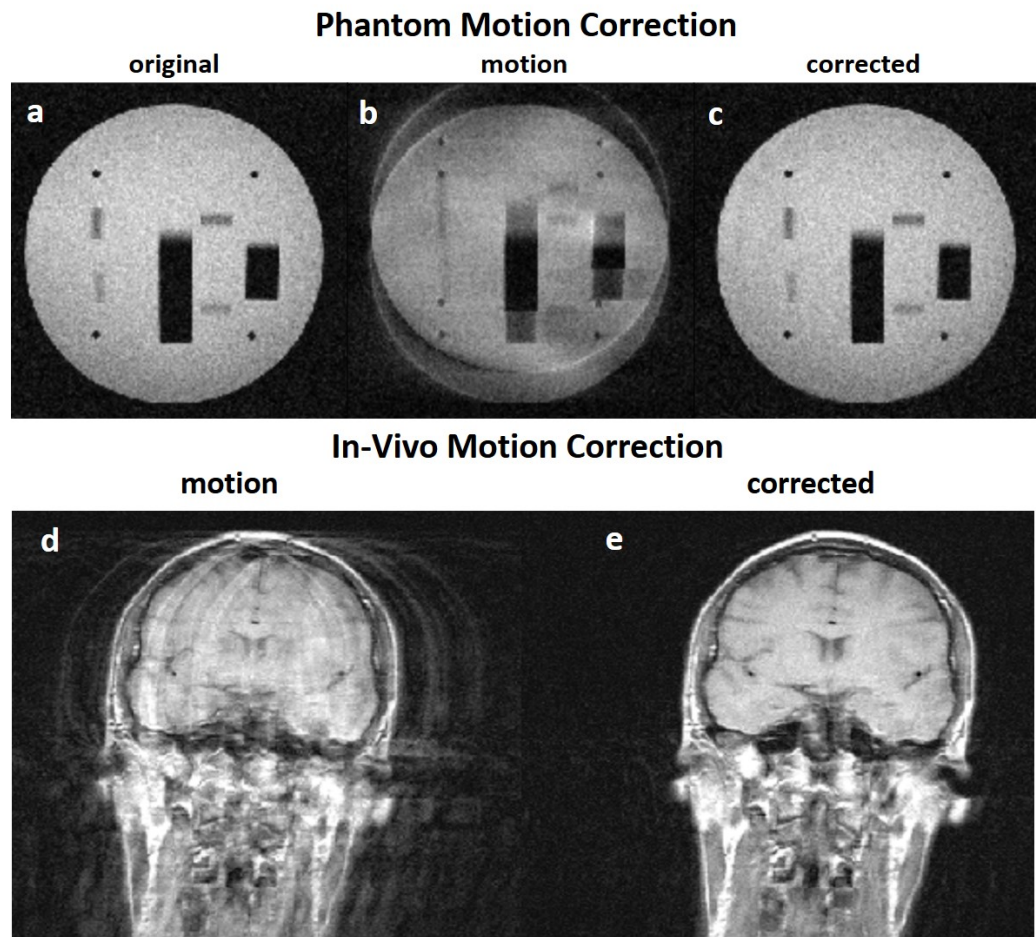 Phantom Motion Correction
original motion corrected
a b c
In-Vivo Motion Correction
motion corrected
d e